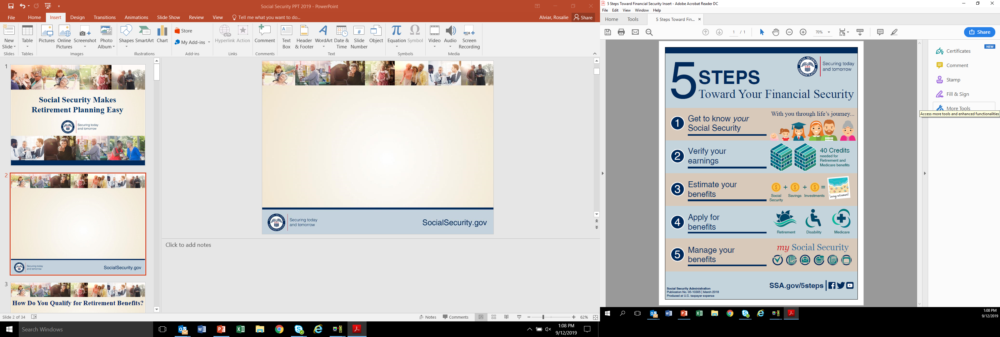 Social Security PPT 2019 - PowerPoint
File Home Insert Design Transitions Animations Slide Show Review View Tell me what you want to do... Alviar, Rosalie Share
New Slide
Table
Pictures
Online Pictures
Screenshot
Photo Album
Shapes
SmartArt
Chart
Store
My Add-ins
Hyperlink
Action
Comment
Text Box
Header & Footer
WordArt
Date & Time
Slide Number
Object
Equation
Symbol
Video
Audio
Screen Recording
Slides Tables Images Illustrations Add-ins Links Comments Text Symbols Media
1
Social Security Makes
Retirement Planning Easy
Securing today
and tomorrow
2
Securing today
and tomorrow
SocialSecurity.gov
3
How Do You Qualify for Retirement Benefits?
SOCIAL SECURITY ADMINISTRATION
USA
Securing today
and tomorrow
SocialSecurity.gov
Click to add notes
Slide 2 of 34
Notes Comments 62%
Search Windows
1:08 PM
9/12/2019
5 Steps Toward Financial Security Insert - Adobe Acrobat Reader DC
File Edit View Window Help
Home Tools 5 Steps Toward Fin...
1 / 1 70% Share
SOCIAL SECURITY ADMINISTRATION
USA
Securing today
and tomorrow
5 STEPS
Toward Your Financial Security
1 Get to know your
Social Security
With you through life's journey...
2 Verify your
earnings
40 Credits
needed for
Retirement and
Medicare benefits
3 Estimate your
benefits
$ + $ + $ =
Social
Security
Savings
Investments
Loving retirement!
4 Apply for
benefits
Retirement Disability Medicare
5 Manage your
benefits
my Social Security
Social Security Administration
Publication No. 05-10305 | March 2018
Produced at U.S. taxpayer expense
SSA.gov/5steps
NEW
Certificates
Comment
Stamp
Fill & Sign
More Tools
Access more tools and enhanced functionalities
1:08 PM
9/12/2019